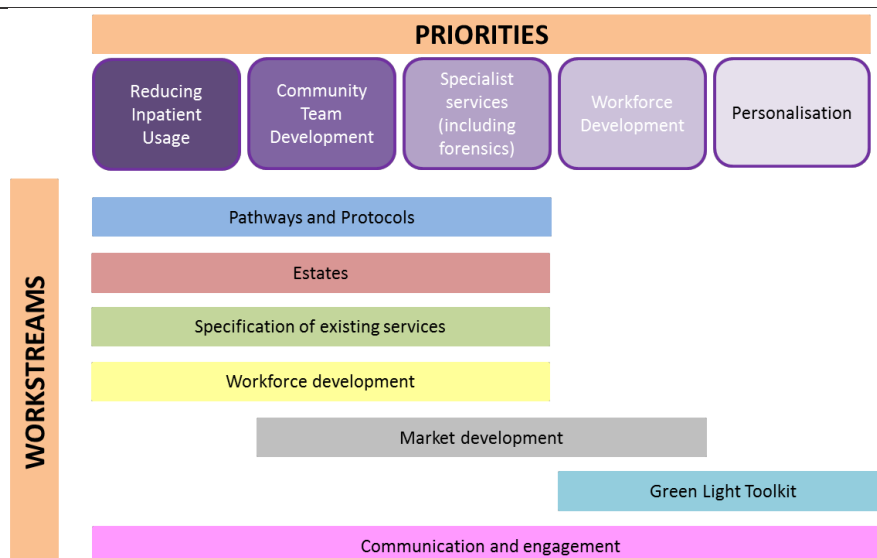 PRIORITIES
Reducing
Inpatient
Usage
Community
Team
Development
Specialist
services
(including
forensics)
Workforce
Development
Personalisation
WORKSTREAMS
Pathways and Protocols
Estates
Specification of existing services
Workforce development
Market development
Green Light Toolkit
Communication and engagement